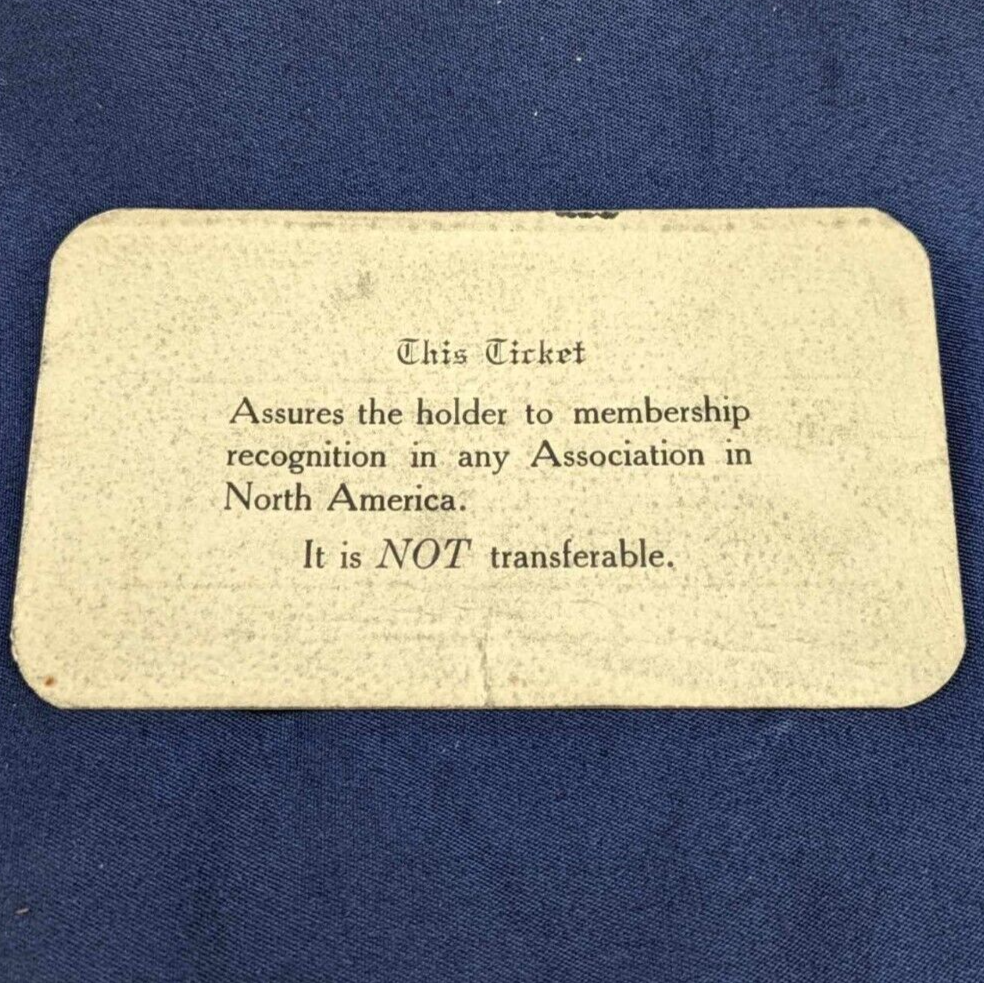 This Ticket
Assures the holder to membership
recognition in any Association in
North America.
It is NOT transferable.